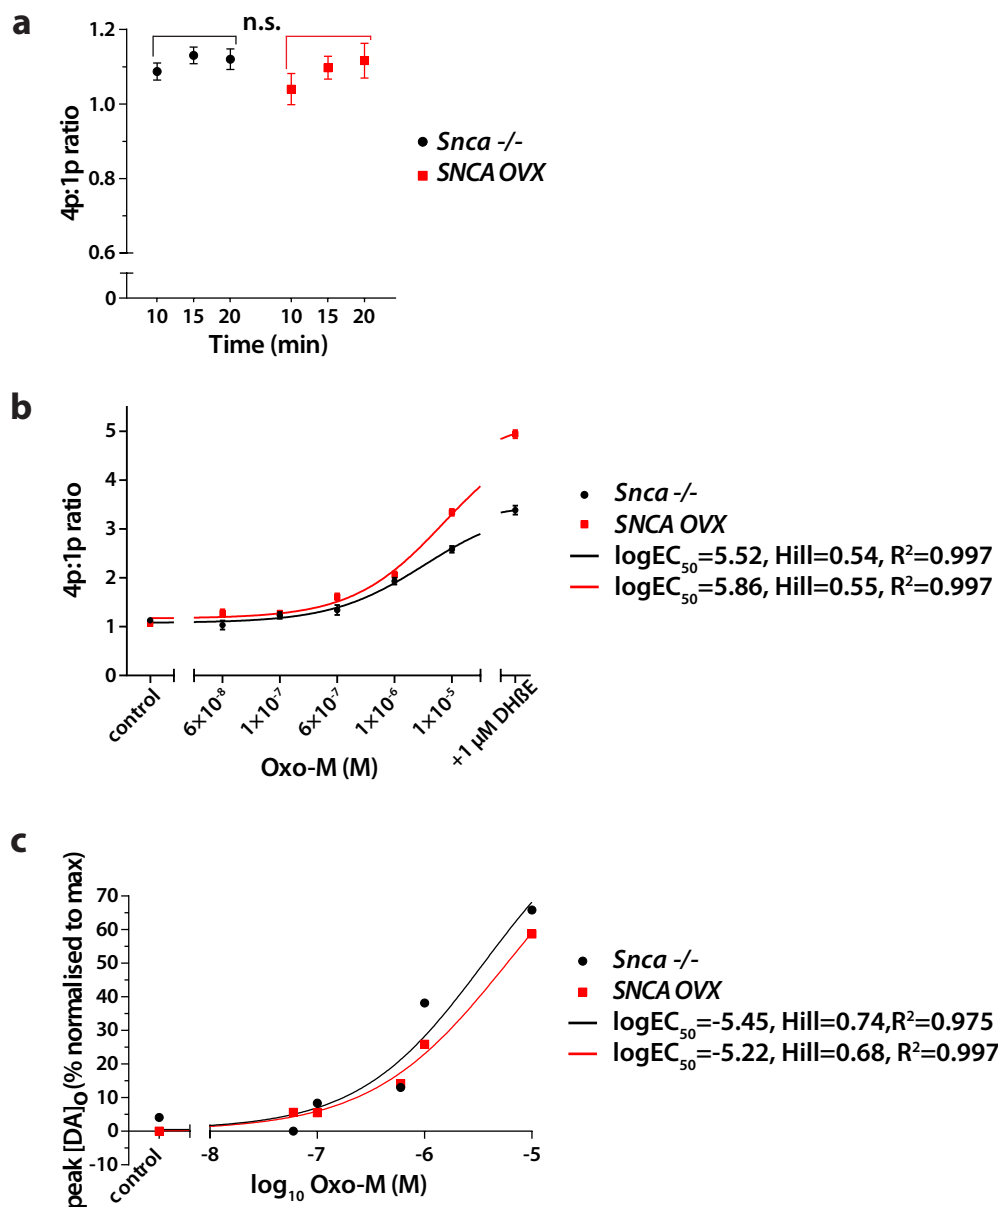 a
n.s.
1.2
1.0
0.8
0.6
0
4p:1p ratio
10 15 20 10 15 20
Time (min)
Snca -/-
SNCA OVX
b
5
4
3
2
1
0
4p:1p ratio
control 6×10⁻⁸ 1×10⁻⁷ 6×10⁻⁷ 1×10⁻⁶ 1×10⁻⁵ +1 µM DHßE
Oxo-M (M)
Snca -/-
SNCA OVX
logEC₅₀=5.52, Hill=0.54, R²=0.997
logEC₅₀=5.86, Hill=0.55, R²=0.997
c
70
60
50
40
30
20
10
0
-10
peak [DA]₀(% normalised to max)
control -8 -7 -6 -5
log₁₀ Oxo-M (M)
Snca -/-
SNCA OVX
logEC₅₀=-5.45, Hill=0.74,R²=0.975
logEC₅₀=-5.22, Hill=0.68, R²=0.997